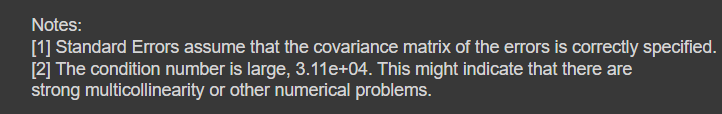 Notes:
[1] Standard Errors assume that the covariance matrix of the errors is correctly specified.
[2] The condition number is large, 3.11e+04. This might indicate that there are
strong multicollinearity or other numerical problems.